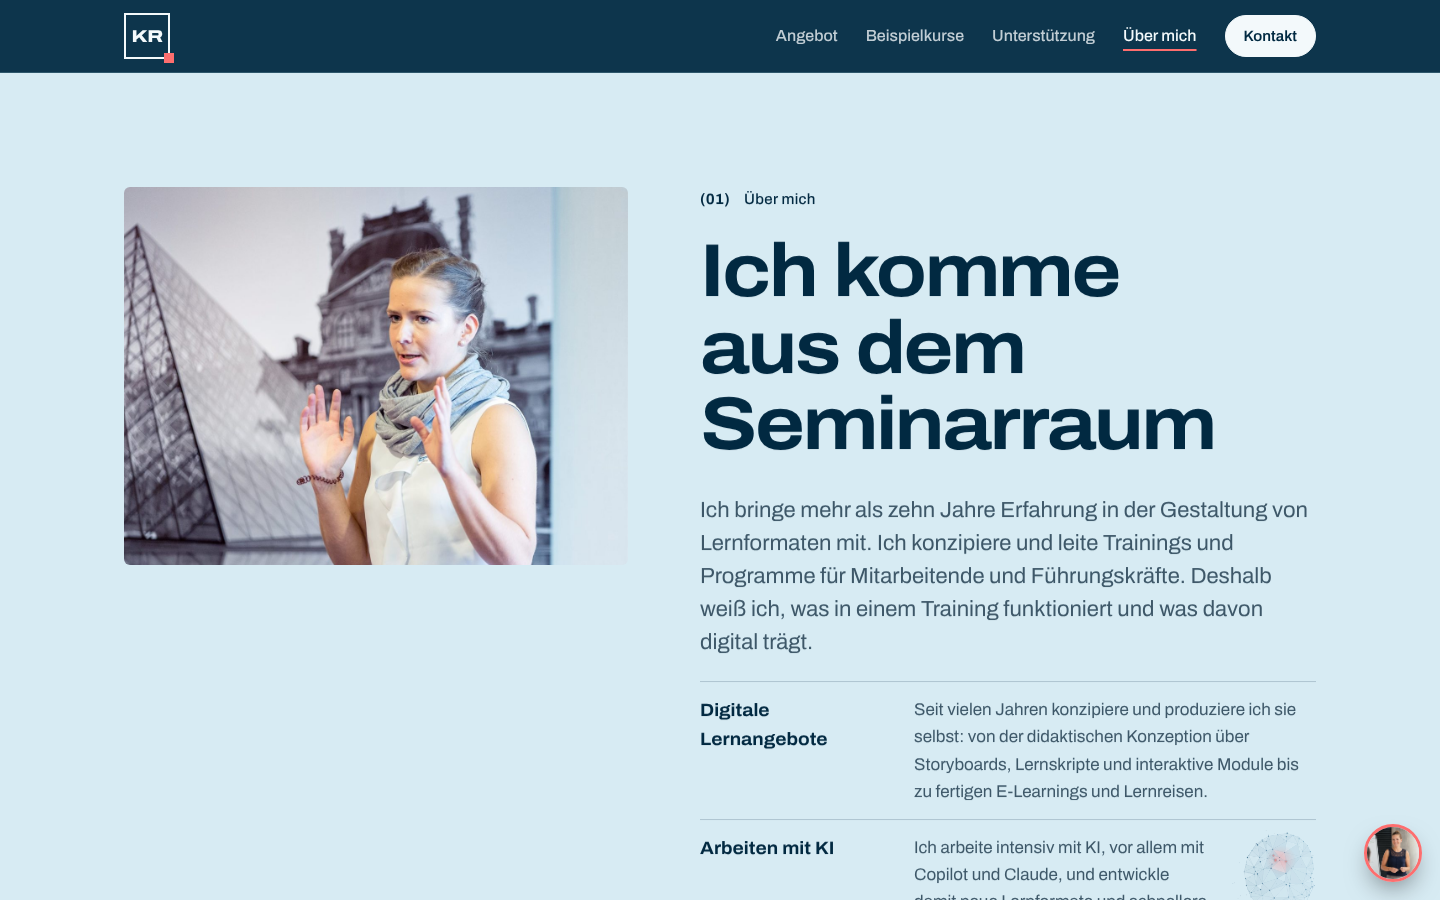 KR
Angebot
Beispielkurse
Unterstützung
Über mich
Kontakt
(01) Über mich
Ich komme
aus dem
Seminarraum
Ich bringe mehr als zehn Jahre Erfahrung in der Gestaltung von
Lernformaten mit. Ich konzipiere und leite Trainings und
Programme für Mitarbeitende und Führungskräfte. Deshalb
weiß ich, was in einem Training funktioniert und was davon
digital trägt.
Digitale
Lernangebote
Seit vielen Jahren konzipiere und produziere ich sie
selbst: von der didaktischen Konzeption über
Storyboards, Lernskripte und interaktive Module bis
zu fertigen E-Learnings und Lernreisen.
Arbeiten mit KI
Ich arbeite intensiv mit KI, vor allem mit
Copilot und Claude, und entwickle
damit neue Lernformate und schnellere